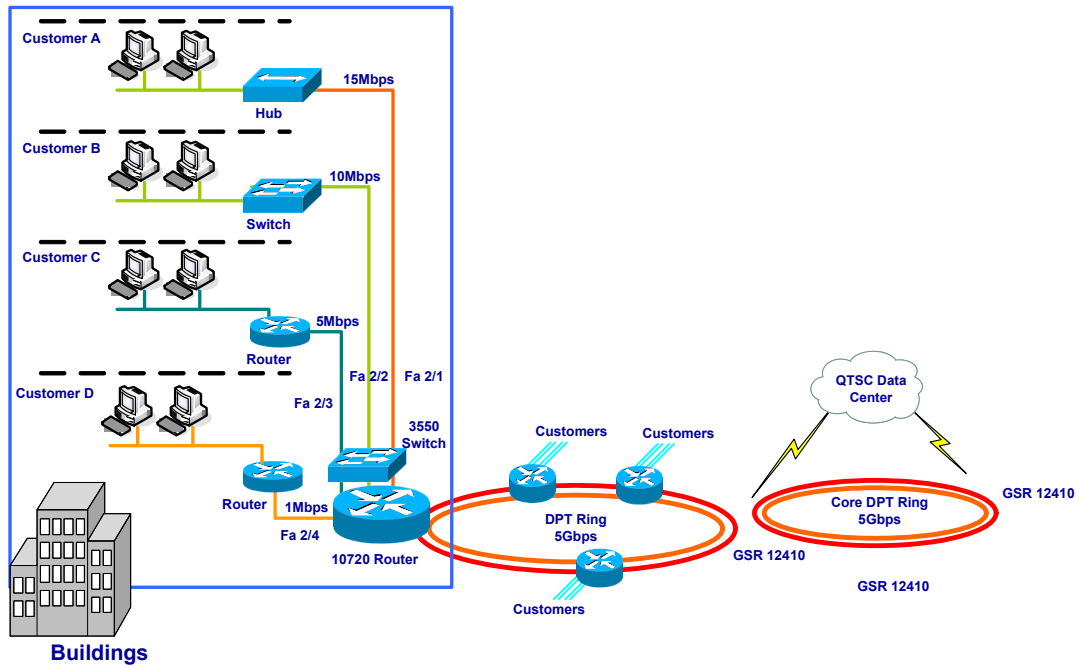 Customer A
15Mbps
Hub
Customer B
10Mbps
Switch
Customer C
5Mbps
Router
Fa 2/2
Fa 2/1
Customer D
Fa 2/3
3550
Switch
Router
1Mbps
Fa 2/4
10720 Router
Buildings
Customers
Customers
DPT Ring
5Gbps
GSR 12410
Customers
QTSC Data
Center
Core DPT Ring
5Gbps
GSR 12410
GSR 12410